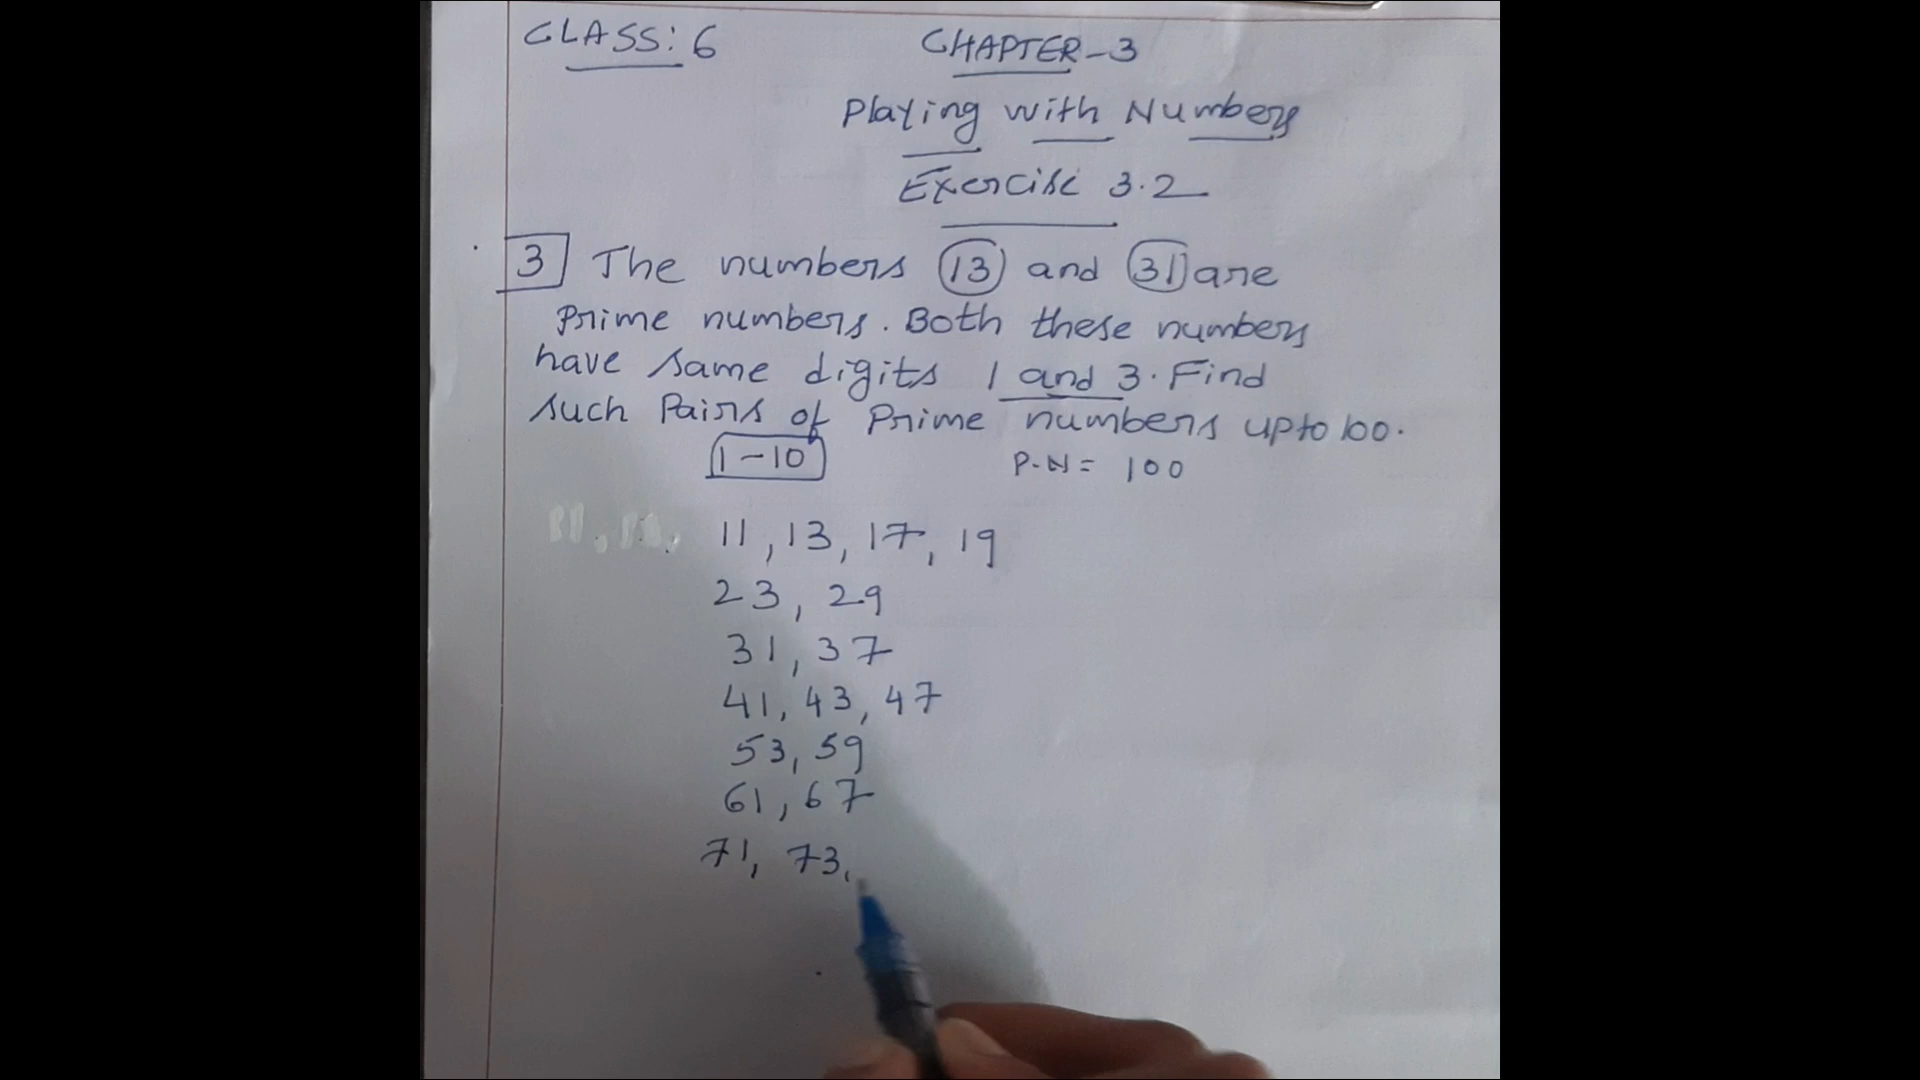 CLASS: 6
CHAPTER-3
Playing with Numbers
Exercise 3.2
3 The numbers 13 and 31 are
Prime numbers. Both these numbers
have same digits 1 and 3. Find
such Pairs of Prime numbers upto 100.
1-10
P.N= 100
11, 13, 17, 19
23, 29
31, 37
41, 43, 47
53, 59
61, 67
71, 73,